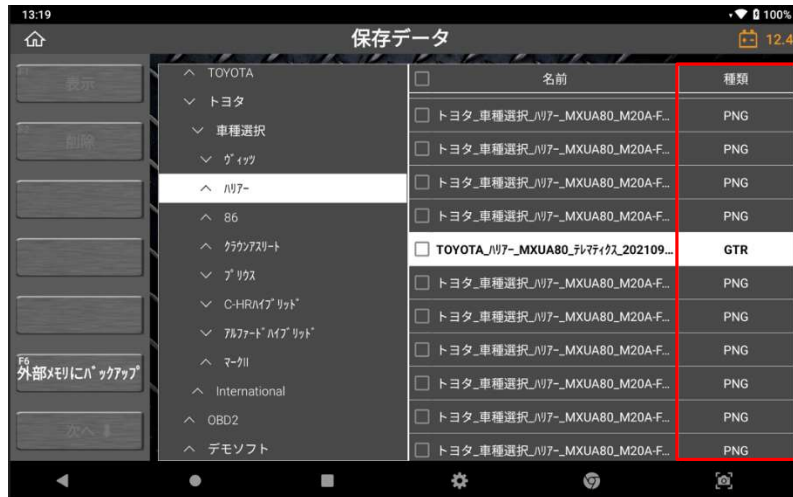 13:19
100%
保存データ
12.4
表示
削除
F6
外部ﾒﾓﾘにﾊﾞｯｸｱｯﾌﾟ
次へ
TOYOTA
トヨタ
車種選択
ｳﾞｨｯﾂ
ﾊﾘｱｰ
86
ｸﾗｳﾝｱｽﾘｰﾄ
ﾌﾟﾘｳｽ
C-HRﾊｲﾌﾞﾘｯﾄﾞ
ｱﾙﾌｧｰﾄﾞﾊｲﾌﾞﾘｯﾄﾞ
ﾏｰｸII
International
OBD2
デモソフト
名前 種類
トヨタ_車種選択_ﾊﾘｱｰ_MXUA80_M20A-F... PNG
トヨタ_車種選択_ﾊﾘｱｰ_MXUA80_M20A-F... PNG
トヨタ_車種選択_ﾊﾘｱｰ_MXUA80_M20A-F... PNG
トヨタ_車種選択_ﾊﾘｱｰ_MXUA80_M20A-F... PNG
TOYOTA_ﾊﾘｱｰ_MXUA80_ﾃﾚﾏﾃｨｸｽ_202109... GTR
トヨタ_車種選択_ﾊﾘｱｰ_MXUA80_M20A-F... PNG
トヨタ_車種選択_ﾊﾘｱｰ_MXUA80_M20A-F... PNG
トヨタ_車種選択_ﾊﾘｱｰ_MXUA80_M20A-F... PNG
トヨタ_車種選択_ﾊﾘｱｰ_MXUA80_M20A-F... PNG
トヨタ_車種選択_ﾊﾘｱｰ_MXUA80_M20A-F... PNG
トヨタ_車種選択_ﾊﾘｱｰ_MXUA80_M20A-F... PNG